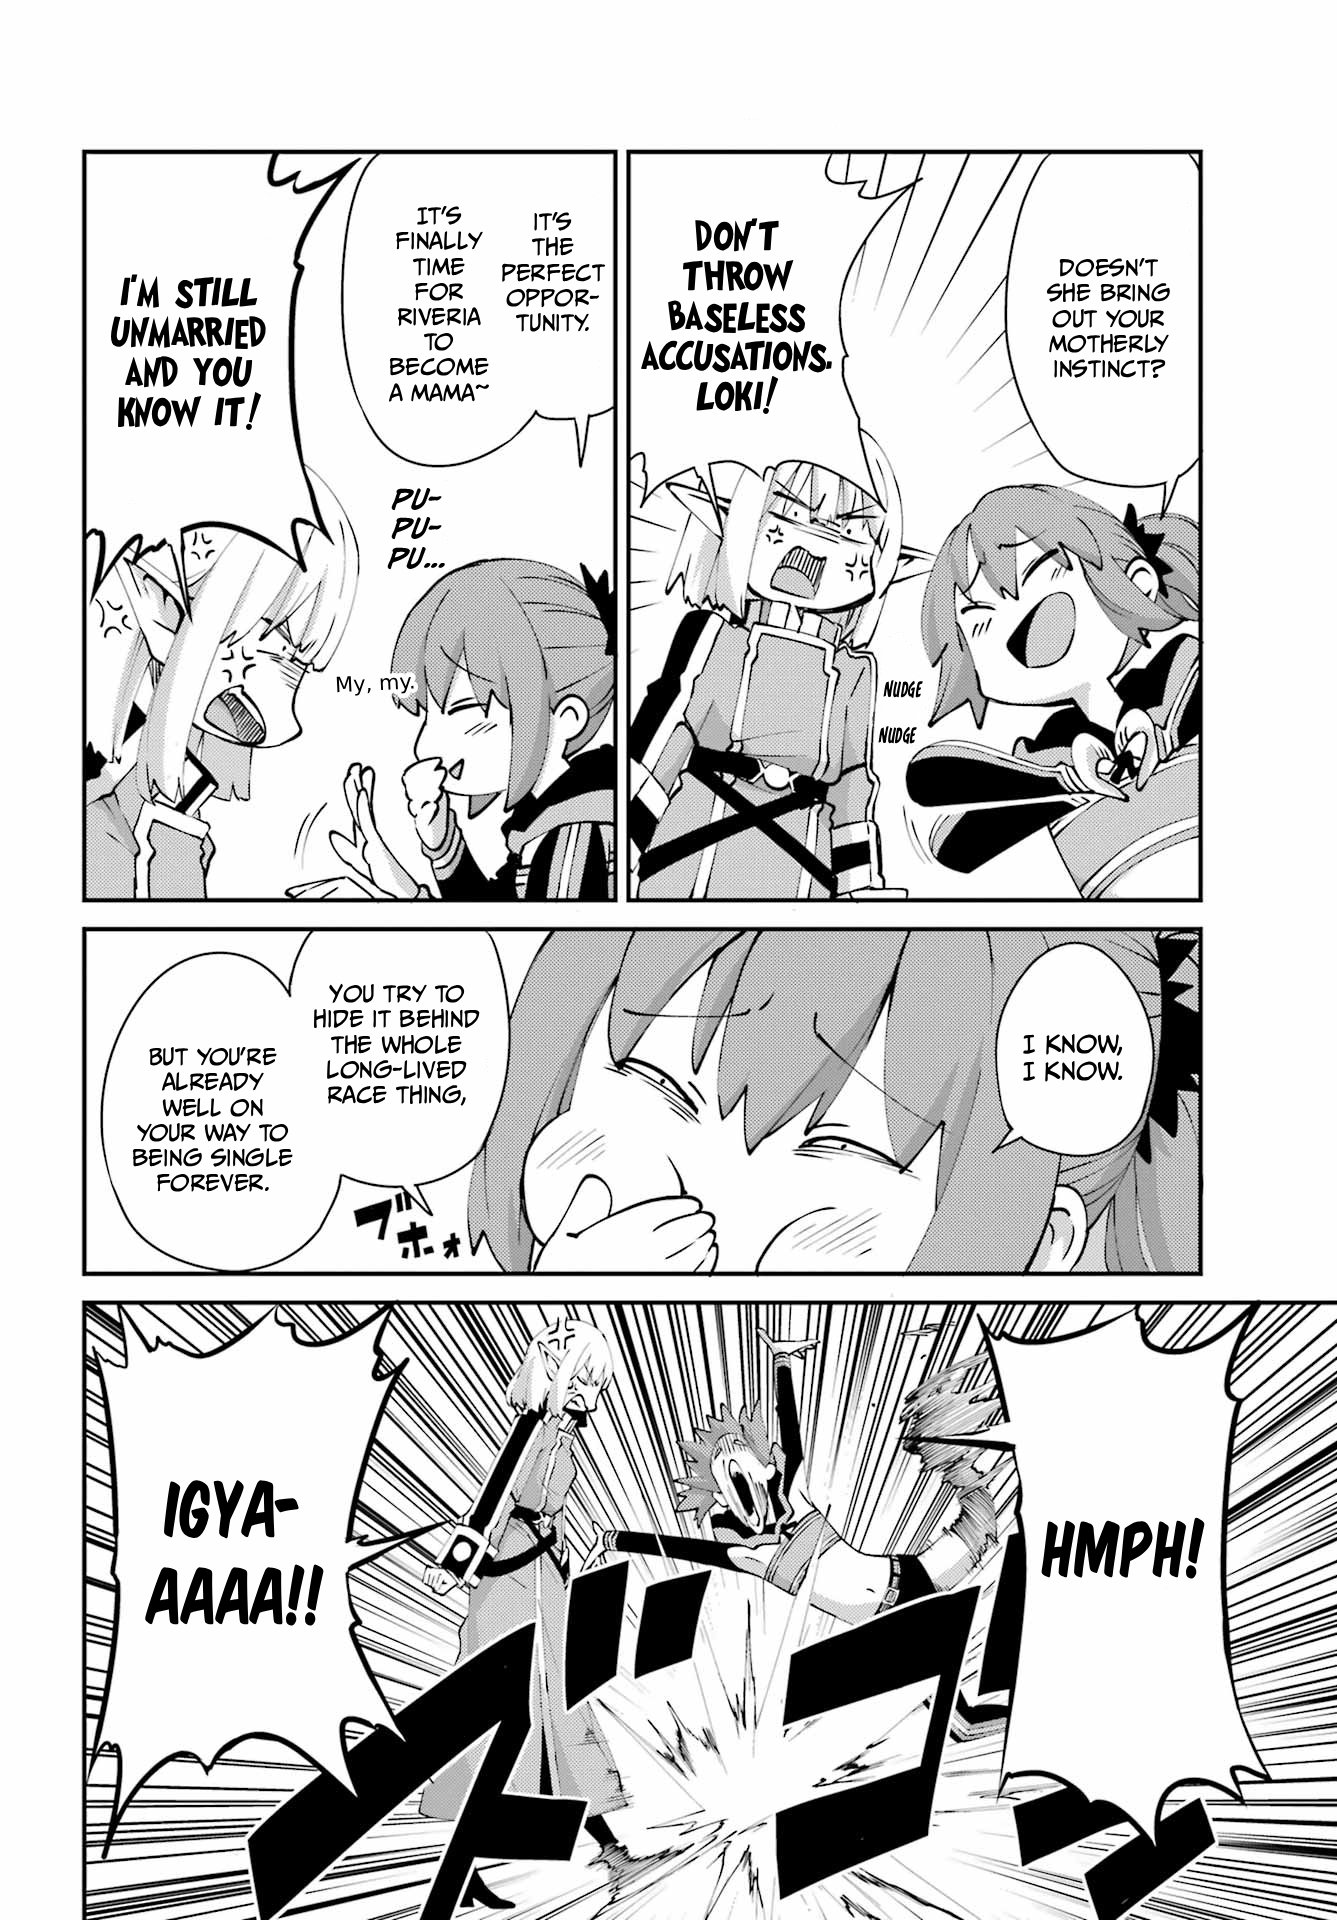 DOESN'T
SHE BRING
OUT YOUR
MOTHERLY
INSTINCT?
DON'T
THROW
BASELESS
ACCUSATIONS.
LOKI!
NUDGE
NUDGE
IT'S
THE
PERFECT
OPPOR-
TUNITY.
IT'S
FINALLY
TIME
FOR
RIVERIA
TO
BECOME
A MAMA~
PU-
PU-
PU...
My, my.
I'M STILL
UNMARRIED
AND YOU
KNOW IT!
I KNOW,
I KNOW.
YOU TRY TO
HIDE IT BEHIND
THE WHOLE
LONG-LIVED
RACE THING,
BUT YOU'RE
ALREADY
WELL ON
YOUR WAY TO
BEING SINGLE
FOREVER.
ブホォ
HMPH!
IGYA-
AAAA!!